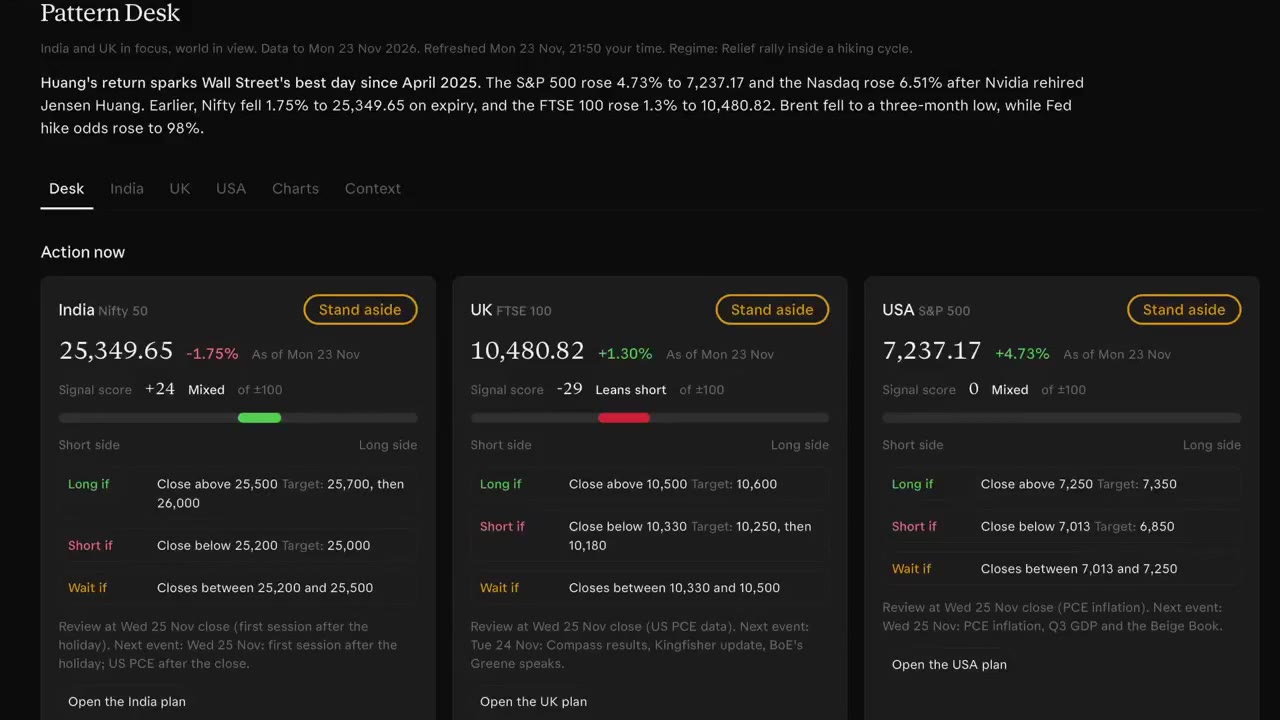 Pattern Desk
India and UK in focus, world in view. Data to Mon 23 Nov 2026. Refreshed Mon 23 Nov, 21:50 your time. Regime: Relief rally inside a hiking cycle.
Huang's return sparks Wall Street's best day since April 2025. The S&P 500 rose 4.73% to 7,237.17 and the Nasdaq rose 6.51% after Nvidia rehired
Jensen Huang. Earlier, Nifty fell 1.75% to 25,349.65 on expiry, and the FTSE 100 rose 1.3% to 10,480.82. Brent fell to a three-month low, while Fed
hike odds rose to 98%.
Desk India UK USA Charts Context
Action now
India Nifty 50 Stand aside
25,349.65 -1.75% As of Mon 23 Nov
Signal score +24 Mixed of ±100
Short side Long side
Long if Close above 25,500 Target: 25,700, then
26,000
Short if Close below 25,200 Target: 25,000
Wait if Closes between 25,200 and 25,500
Review at Wed 25 Nov close (first session after the
holiday). Next event: Wed 25 Nov: first session after the
holiday; US PCE after the close.
Open the India plan
UK FTSE 100 Stand aside
10,480.82 +1.30% As of Mon 23 Nov
Signal score -29 Leans short of ±100
Short side Long side
Long if Close above 10,500 Target: 10,600
Short if Close below 10,330 Target: 10,250, then
10,180
Wait if Closes between 10,330 and 10,500
Review at Wed 25 Nov close (US PCE data). Next event:
Tue 24 Nov: Compass results, Kingfisher update, BoE's
Greene speaks.
Open the UK plan
USA S&P 500 Stand aside
7,237.17 +4.73% As of Mon 23 Nov
Signal score 0 Mixed of ±100
Short side Long side
Long if Close above 7,250 Target: 7,350
Short if Close below 7,013 Target: 6,850
Wait if Closes between 7,013 and 7,250
Review at Wed 25 Nov close (PCE inflation). Next event:
Wed 25 Nov: PCE inflation, Q3 GDP and the Beige Book.
Open the USA plan